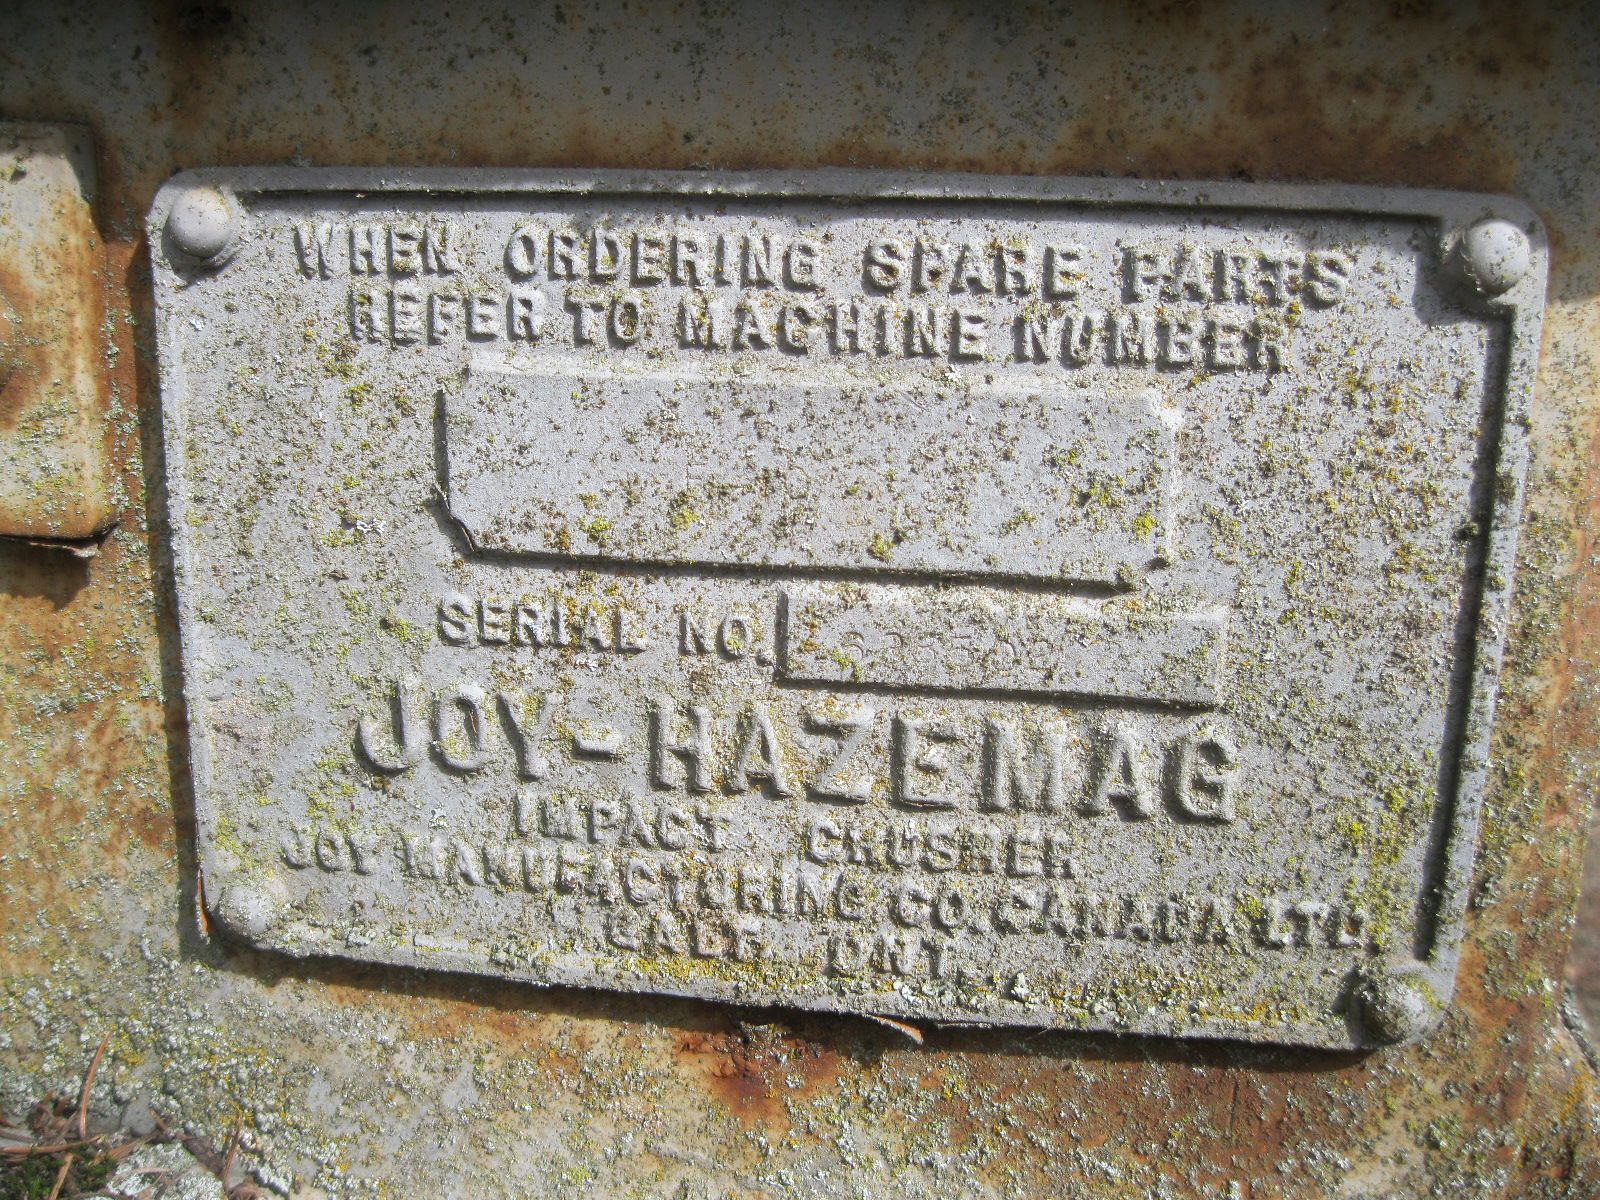 WHEN ORDERING SPARE PARTS
REFER TO MACHINE NUMBER
SERIAL NO.
JOY-HAZEMAG
IMPACT CRUSHER
JOY MANUFACTURING CO. CANADA LTD.
GALT ONT.